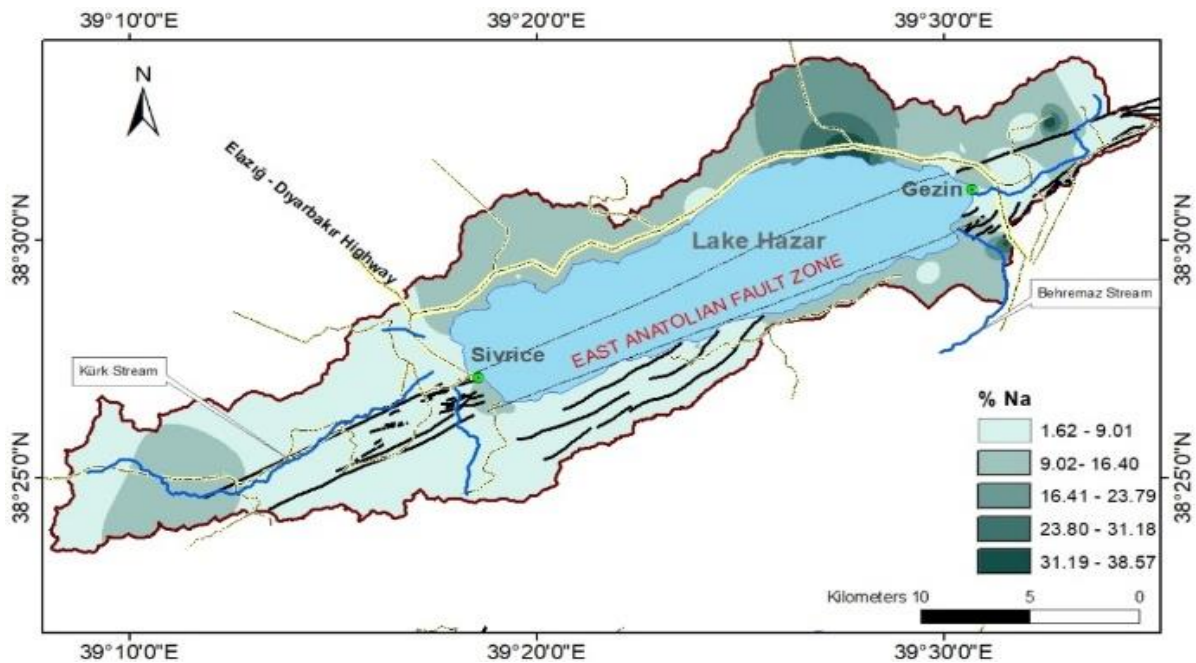 39°10'0"E 39°20'0"E 39°30'0"E
N
Elazığ - Dıyarbakır Highway
Gezin
38°30'0"N 38°30'0"N
Lake Hazar
EAST ANATOLIAN FAULT ZONE
Behremaz Stream
Sivrice
Kürk Stream
% Na
1.62 - 9.01
9.02- 16.40
38°25'0"N 38°25'0"N
16.41 - 23.79
23.80 - 31.18
31.19 - 38.57
Kilometers 10 5 0
39°10'0"E 39°20'0"E 39°30'0"E